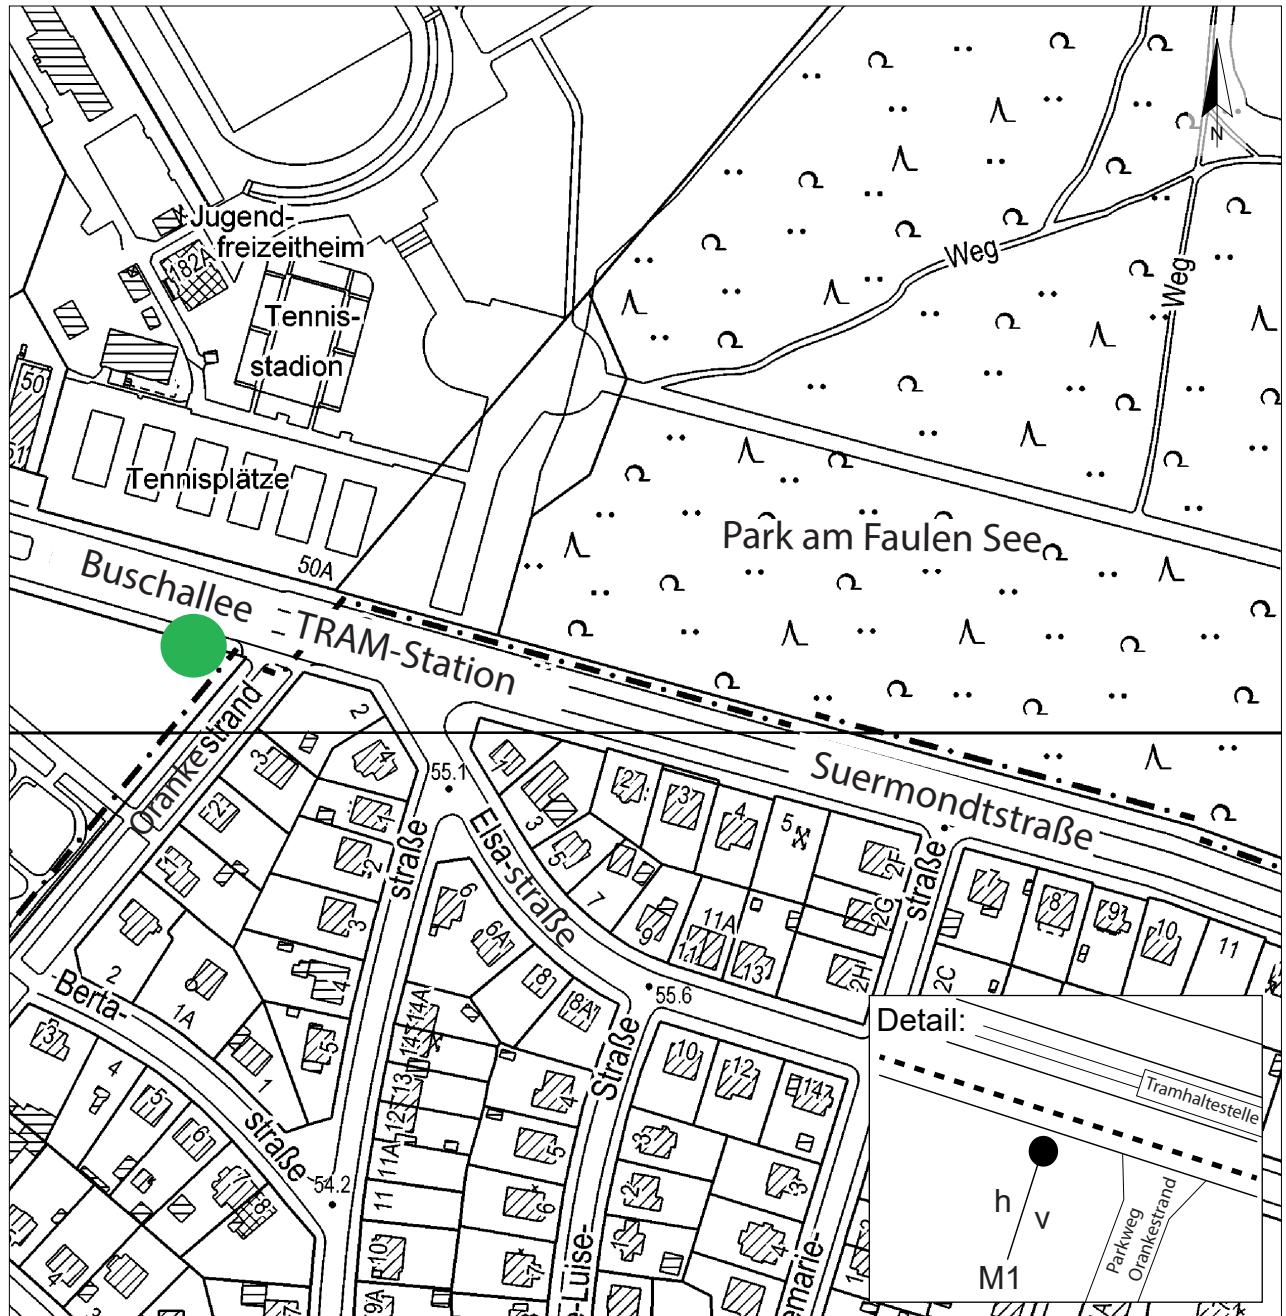 N
Jugend-
freizeitheim
182A
Weg
Weg
Tennis-
stadion
50
51
Tennisplätze
50A
Park am Faulen See
Buschallee
TRAM-Station
Orankestrand
Suermondtstraße
2
4
3
2
1
1
2
3
4
5
55.1
straße
Elsa-straße
1
3
5
7
9
11
11A
13
2
3
4
5
2F
2G
2H
straße
7
8
9
10
11
2C
6
6A
8
8A
55.6
2
1A
1
Berta-
straße
3
4
5
6
7
8
4
54.2
14A
14
13
12
11A
11
10
9A
4
5
6
7
Straße
-Luise-
10
12
14
3
2
1
3
4
emarie-
Detail:
Tramhaltestelle
h
v
M1
Parkweg
Orankestrand